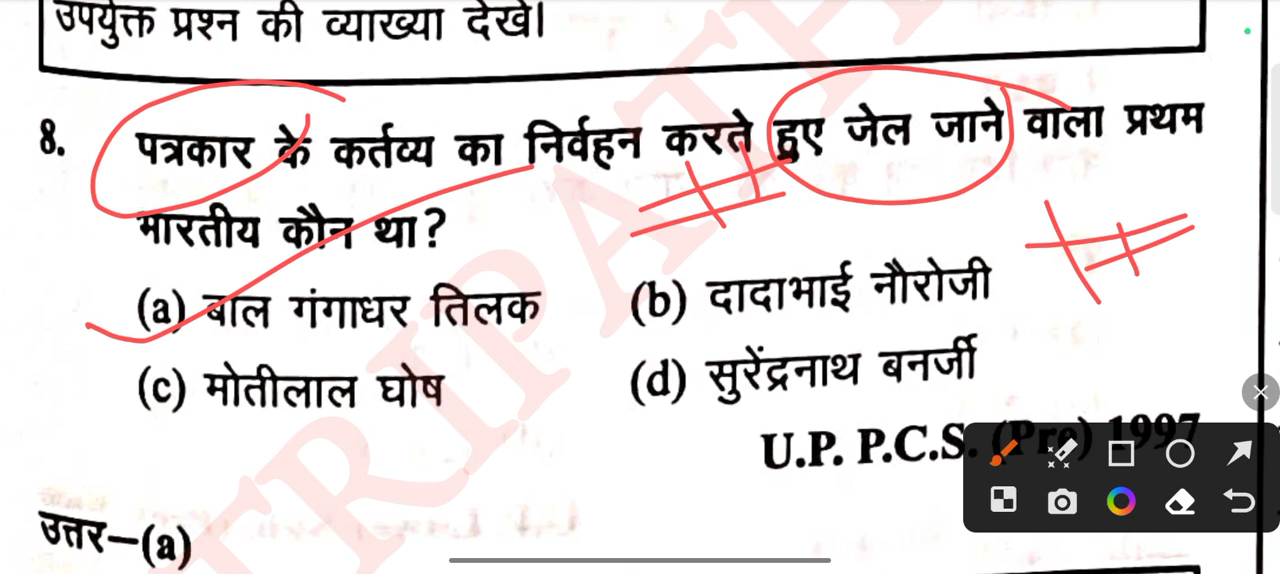 उपर्युक्त प्रश्न की व्याख्या देखें।
8. पत्रकार के कर्तव्य का निर्वहन करते हुए जेल जाने वाला प्रथम
भारतीय कौन था?
(a) बाल गंगाधर तिलक (b) दादाभाई नौरोजी
(c) मोतीलाल घोष (d) सुरेंद्रनाथ बनर्जी
U.P. P.C.S. (Pre) 1997
उत्तर–(a)
TRIPATH